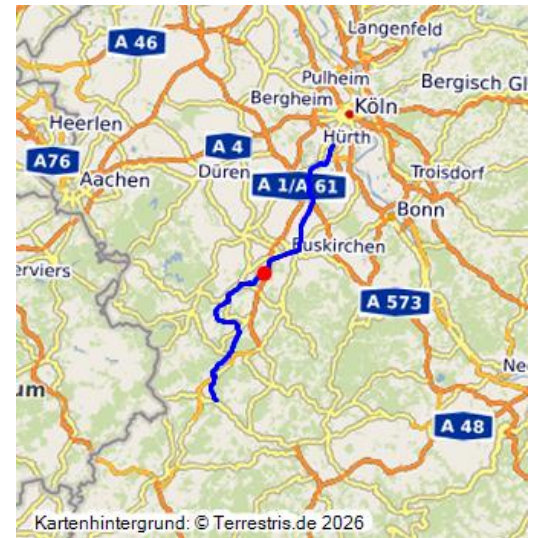 Langenfeld
A 46
Pulheim
Bergheim
Bergisch Gl
Köln
Heerlen
Hürth
A 4
A76
Düren
Troisdorf
Aachen
A 1/A 61
Bonn
Euskirchen
erviers
A 573
Ne
um
A 48
Kartenhintergrund: © Terrestris.de 2026